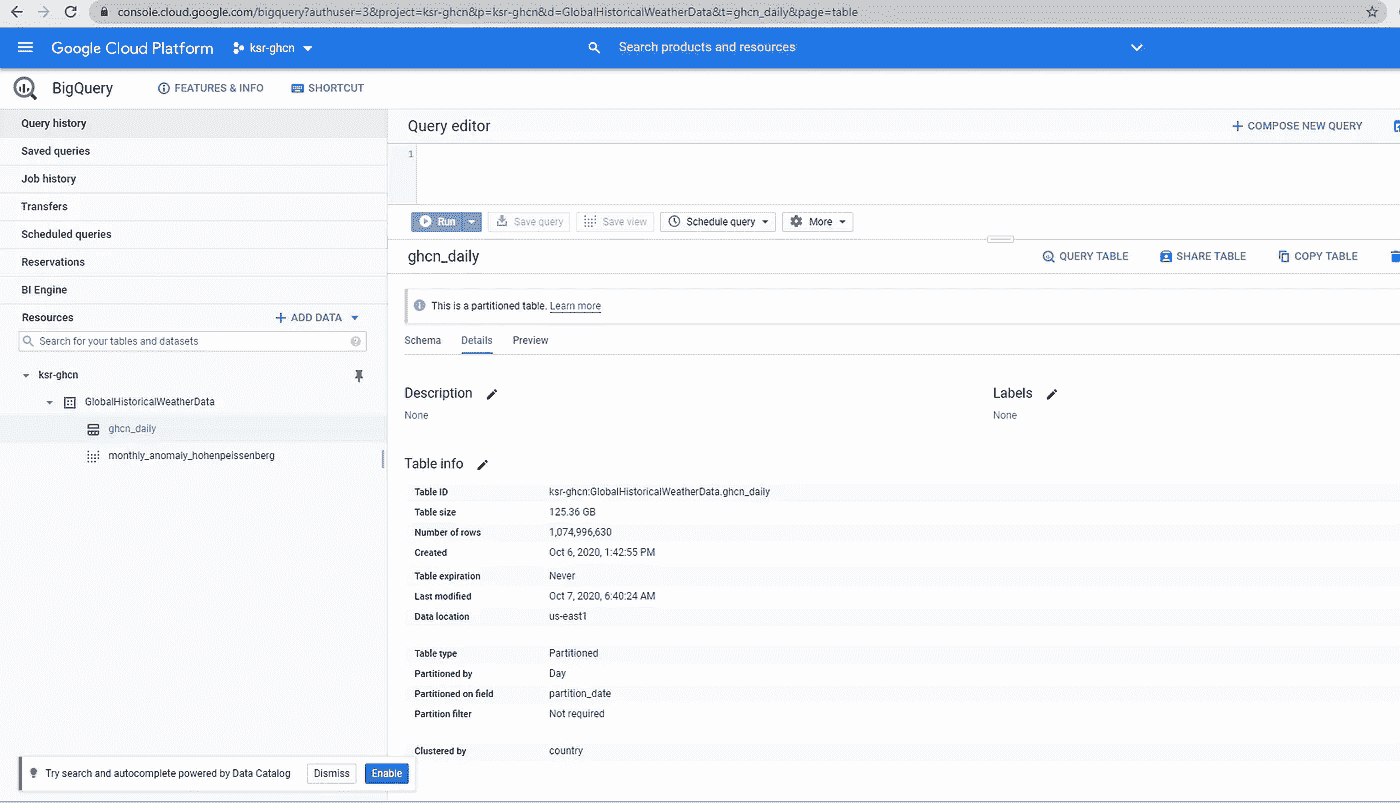 console.cloud.google.com/bigquery?authuser=3&project=ksr-ghcn&p=ksr-ghcn&d=GlobalHistoricalWeatherData&t=ghcn_daily&page=table
Google Cloud Platform ksr-ghcn Search products and resources
BigQuery FEATURES & INFO SHORTCUT
Query history
Saved queries
Job history
Transfers
Scheduled queries
Reservations
BI Engine
Resources ADD DATA
Search for your tables and datasets
ksr-ghcn
GlobalHistoricalWeatherData
ghcn_daily
monthly_anomaly_hohenpeissenberg
Query editor COMPOSE NEW QUERY
1
Run Save query Save view Schedule query More
ghcn_daily QUERY TABLE SHARE TABLE COPY TABLE
This is a partitioned table. Learn more
Schema Details Preview
Description Labels
None None
Table info
Table ID ksr-ghcn:GlobalHistoricalWeatherData.ghcn_daily
Table size 125.36 GB
Number of rows 1,074,996,630
Created Oct 6, 2020, 1:42:55 PM
Table expiration Never
Last modified Oct 7, 2020, 6:40:24 AM
Data location us-east1
Table type Partitioned
Partitioned by Day
Partitioned on field partition_date
Partition filter Not required
Clustered by country
Try search and autocomplete powered by Data Catalog Dismiss Enable